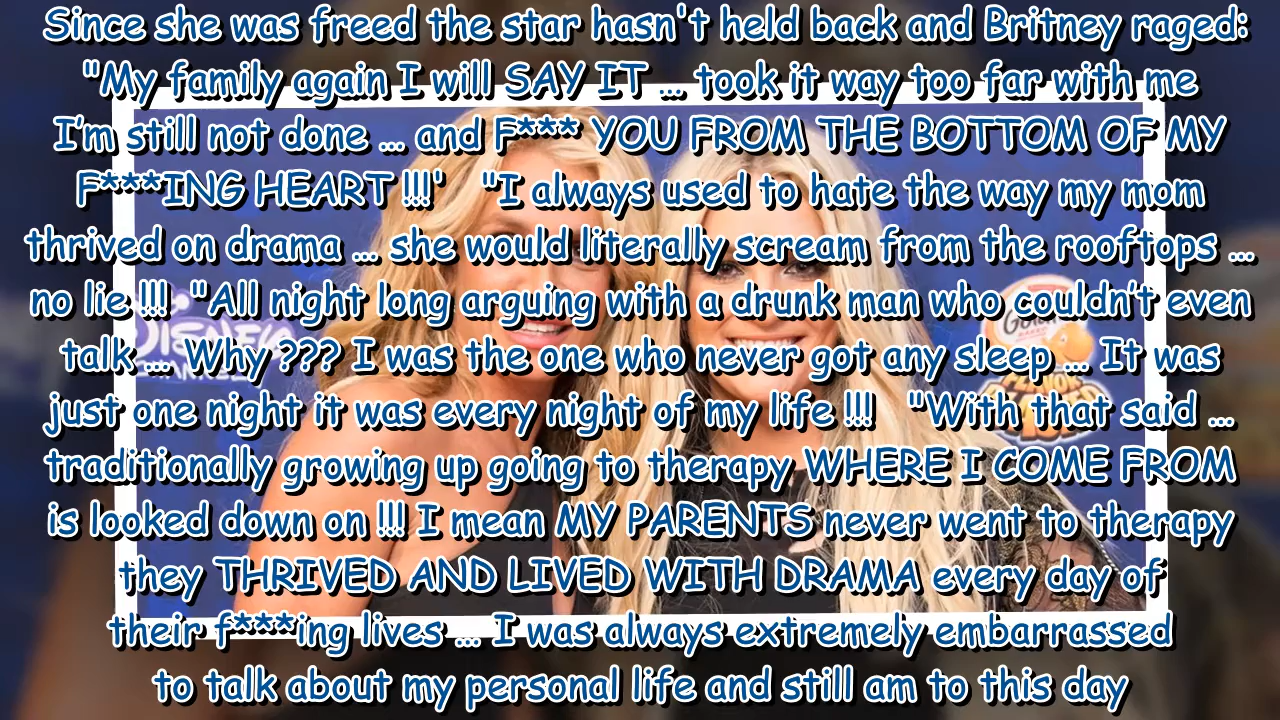 Since she was freed the star hasn't held back and Britney raged:
"My family again I will SAY IT ... took it way too far with me
I’m still not done ... and F*** YOU FROM THE BOTTOM OF MY
F***ING HEART !!!' "I always used to hate the way my mom
thrived on drama ... she would literally scream from the rooftops ...
no lie !!! "All night long arguing with a drunk man who couldn’t even
talk ... Why ??? I was the one who never got any sleep ... It was
just one night it was every night of my life !!! "With that said ...
traditionally growing up going to therapy WHERE I COME FROM
is looked down on !!! I mean MY PARENTS never went to therapy
they THRIVED AND LIVED WITH DRAMA every day of
their f***ing lives ... I was always extremely embarrassed
to talk about my personal life and still am to this day
DISNEY